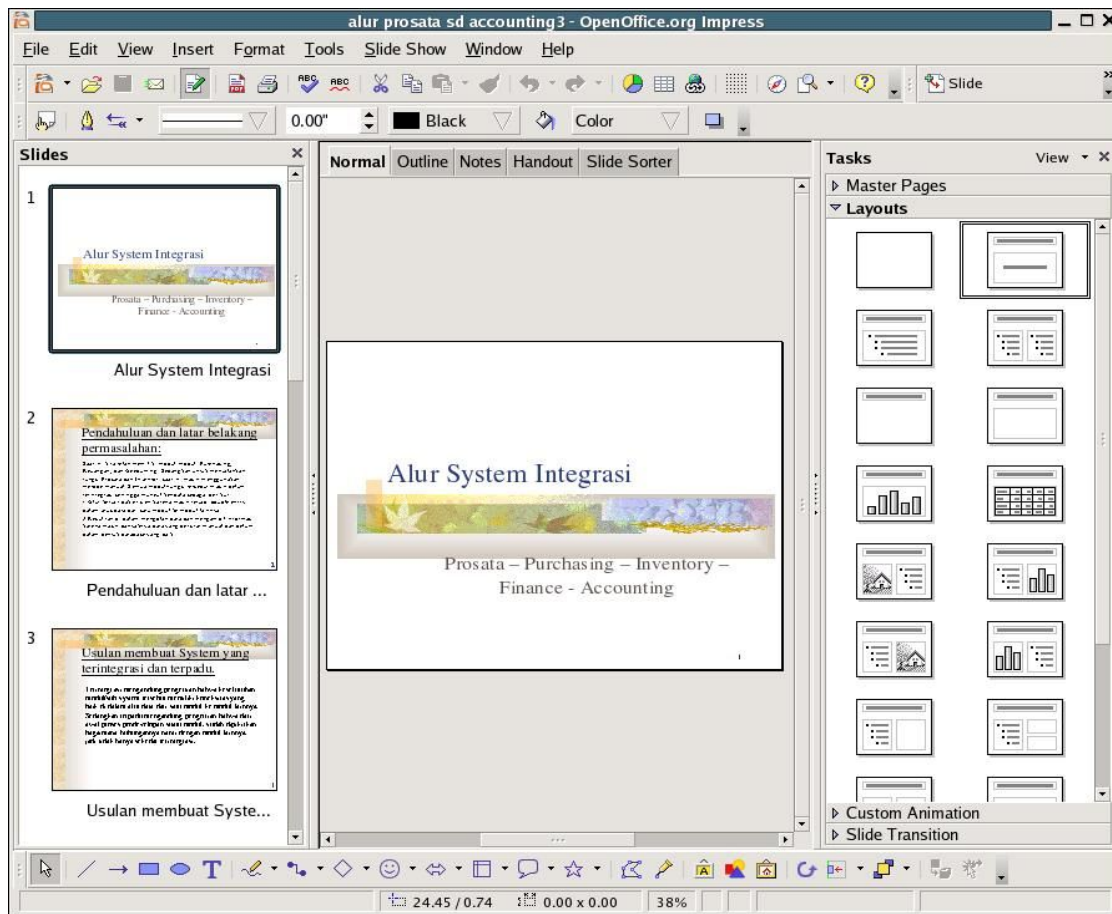 alur prosata sd accounting3 - OpenOffice.org Impress
File Edit View Insert Format Tools Slide Show Window Help
Slide
0.00" Black Color
Slides
Normal Outline Notes Handout Slide Sorter
Tasks View
Master Pages
Layouts
1
Alur System Integrasi
Prosata – Purchasing – Inventory –
Finance - Accounting
Alur System Integrasi
2
Pendahuluan dan latar belakang
permasalahan:
Pendahuluan dan latar ...
3
Usulan membuat System yang
terintegrasi dan terpadu.
Usulan membuat Syste...
Alur System Integrasi
Prosata – Purchasing – Inventory –
Finance - Accounting
1
Custom Animation
Slide Transition
24.45 / 0.74 0.00 x 0.00 38%